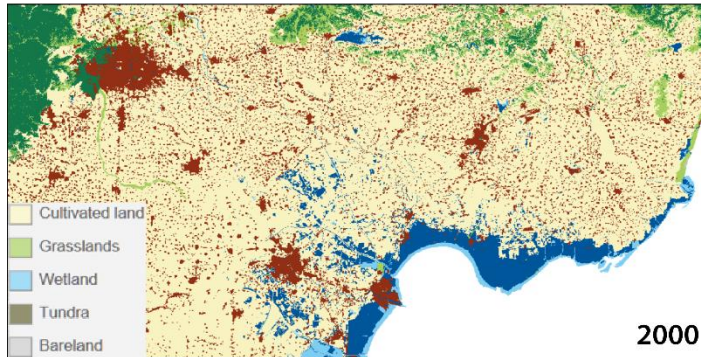 Cultivated land
Grasslands
Wetland
Tundra
Bareland
2000